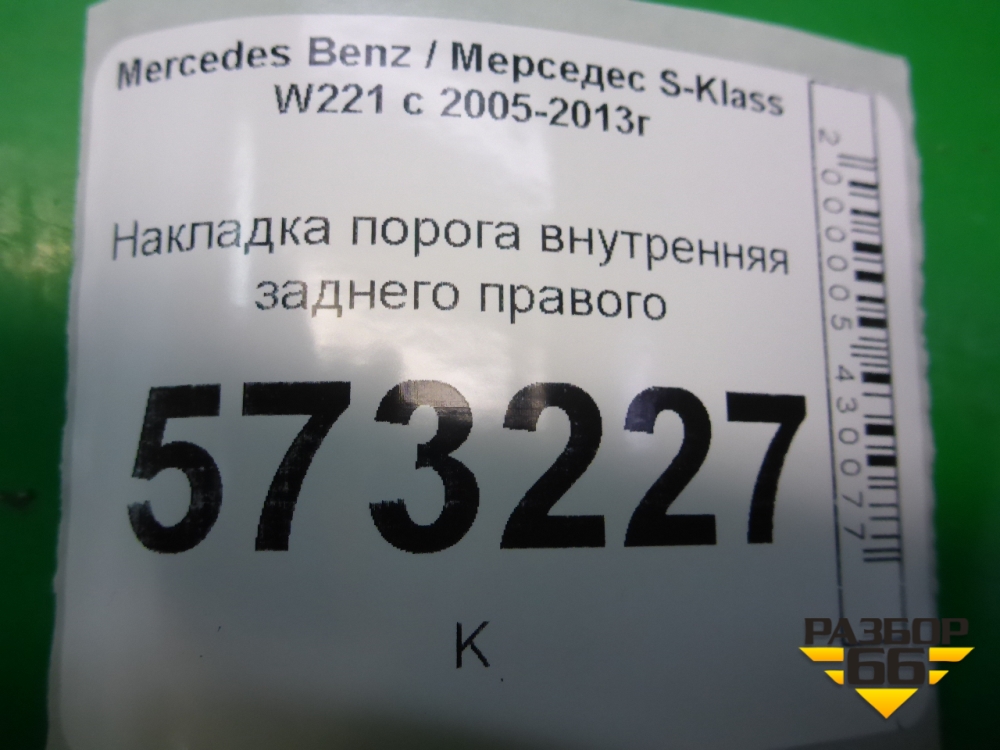 Mercedes Benz / Мерседес S-Klass
W221 с 2005-2013г
Накладка порога внутренняя
заднего правого
573227
К
2000005430077
РАЗБОР
66